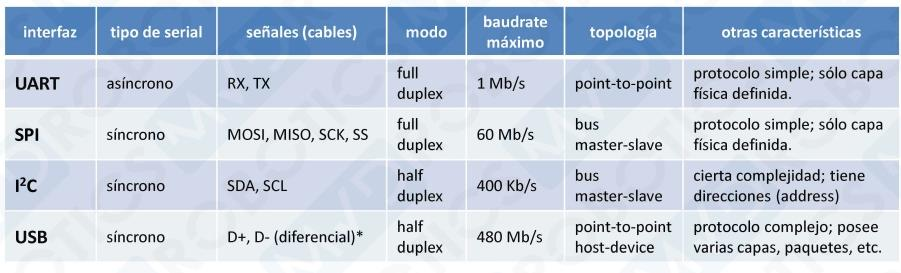 interfaz tipo de serial señales (cables) modo baudrate máximo topología otras características
UART asíncrono RX, TX full duplex 1 Mb/s point-to-point protocolo simple; sólo capa física definida.
SPI síncrono MOSI, MISO, SCK, SS full duplex 60 Mb/s bus master-slave protocolo simple; sólo capa física definida.
I²C síncrono SDA, SCL half duplex 400 Kb/s bus master-slave cierta complejidad; tiene direcciones (address)
USB síncrono D+, D- (diferencial)* half duplex 480 Mb/s point-to-point host-device protocolo complejo; posee varias capas, paquetes, etc.